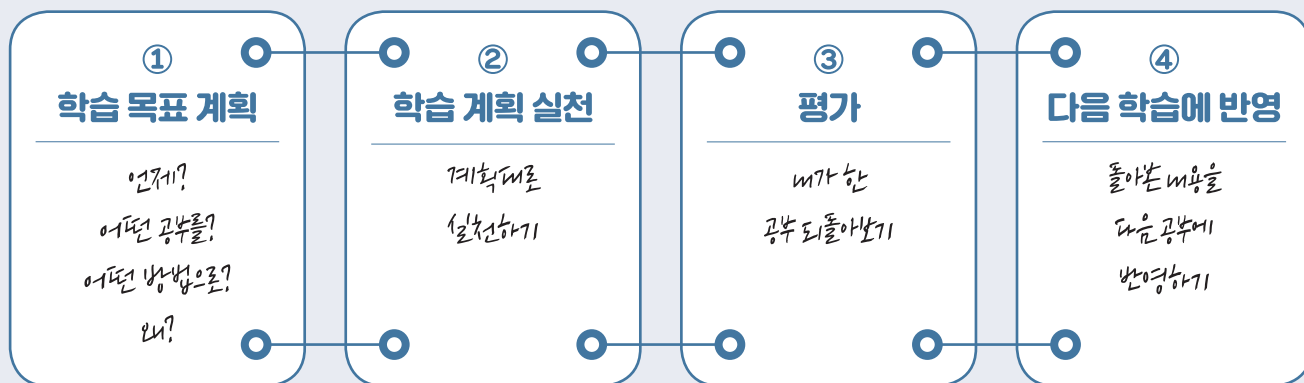 ①
학습 목표 계획
언제?
어떤 공부를?
어떤 방법으로?
왜?
②
학습 계획 실천
계획대로
실천하기
③
평가
내가 한
공부 되돌아보기
④
다음 학습에 반영
돌아본 내용을
다음 공부에
반영하기